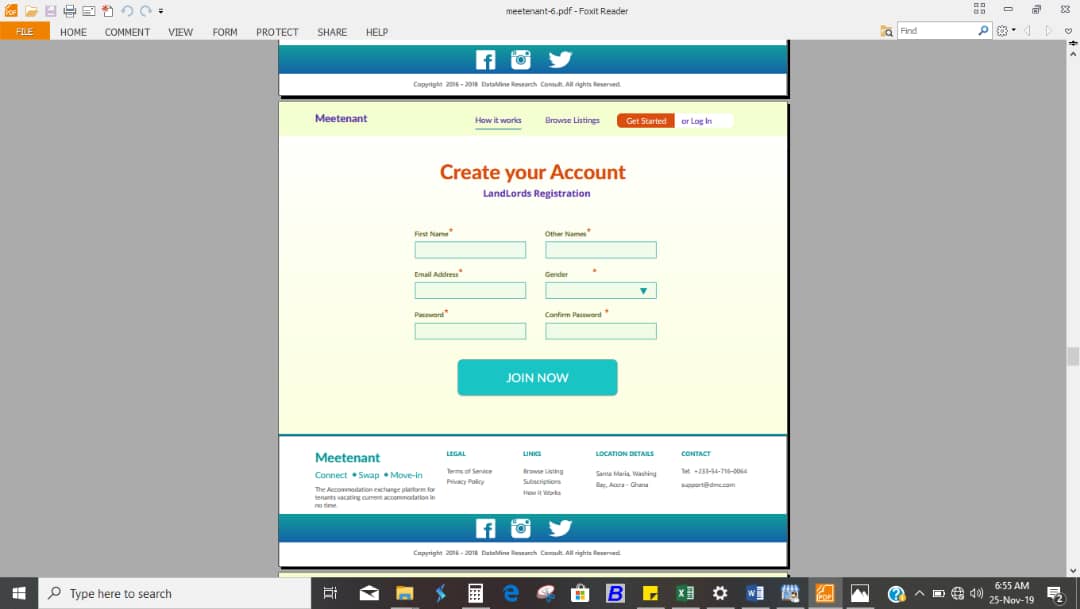 meetenant-6.pdf - Foxit Reader
FILE HOME COMMENT VIEW FORM PROTECT SHARE HELP
Find
Copyright 2016 - 2018 DataMine Research Consult. All rights Reserved.
Meetenant
How it works Browse Listings Get Started or Log In
Create your Account
LandLords Registration
First Name* Other Names*
Email Address* Gender *
Password* Confirm Password *
JOIN NOW
Meetenant
Connect • Swap • Move-in
The Accommodation exchange platform for
tenants vacating current accommodation in
no time.
LEGAL
Terms of Service
Privacy Policy
LINKS
Browse Listing
Subscriptions
How it Works
LOCATION DETAILS
Santa Maria, Washing
Bay, Accra - Ghana
CONTACT
Tel: +233-54-716-0064
support@dmc.com
Copyright 2016 - 2018 DataMine Research Consult. All rights Reserved.
Type here to search
6:55 AM
25-Nov-19
2